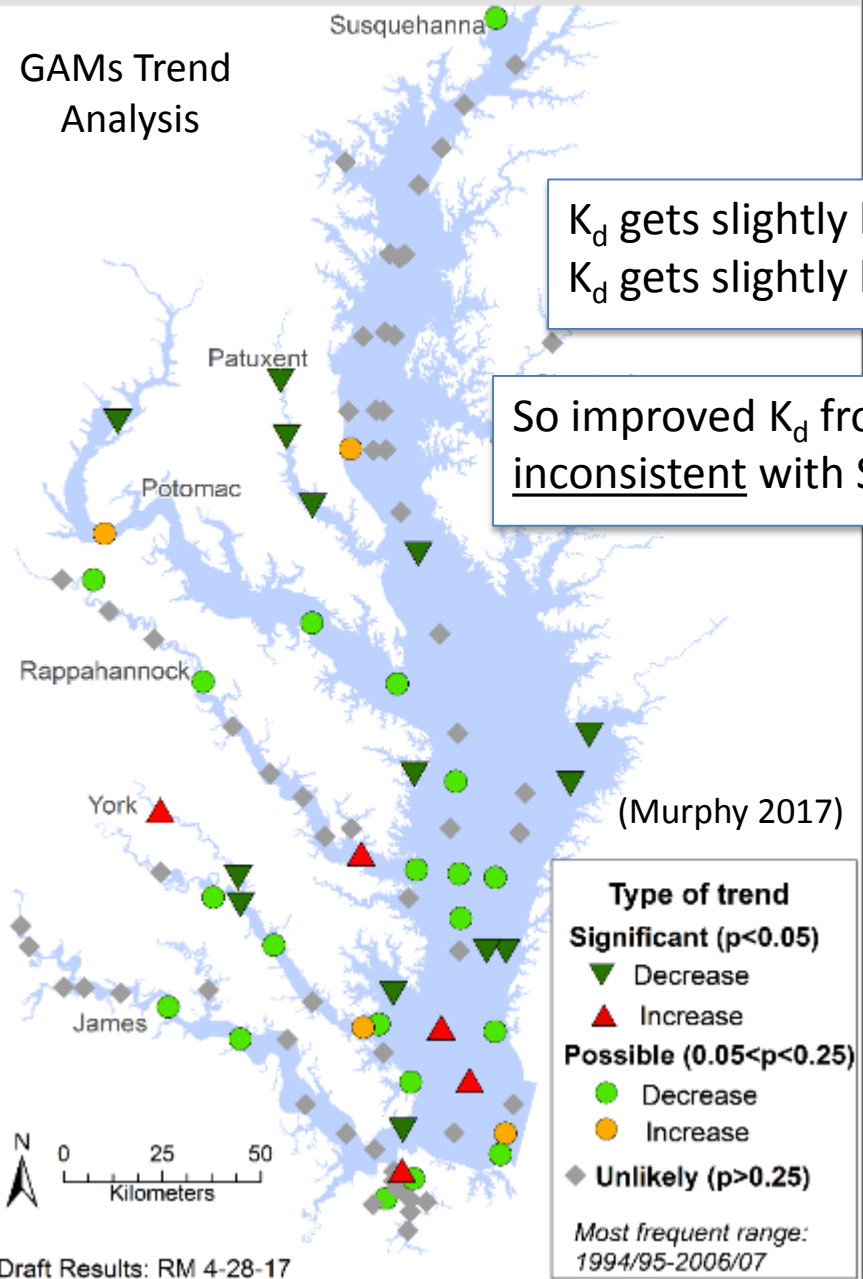 Susquehanna
GAMs Trend
Analysis
K_d gets slightly
K_d gets slightly
Patuxent
So improved K_d
inconsistent with
Potomac
Rappahannock
York
(Murphy 2017)
James
Type of trend
Significant (p<0.05)
Decrease
Increase
Possible (0.05<p<0.25)
Decrease
Increase
Unlikely (p>0.25)
Most frequent range:
1994/95-2006/07
N
0 25 50
Kilometers
Draft Results: RM 4-28-17